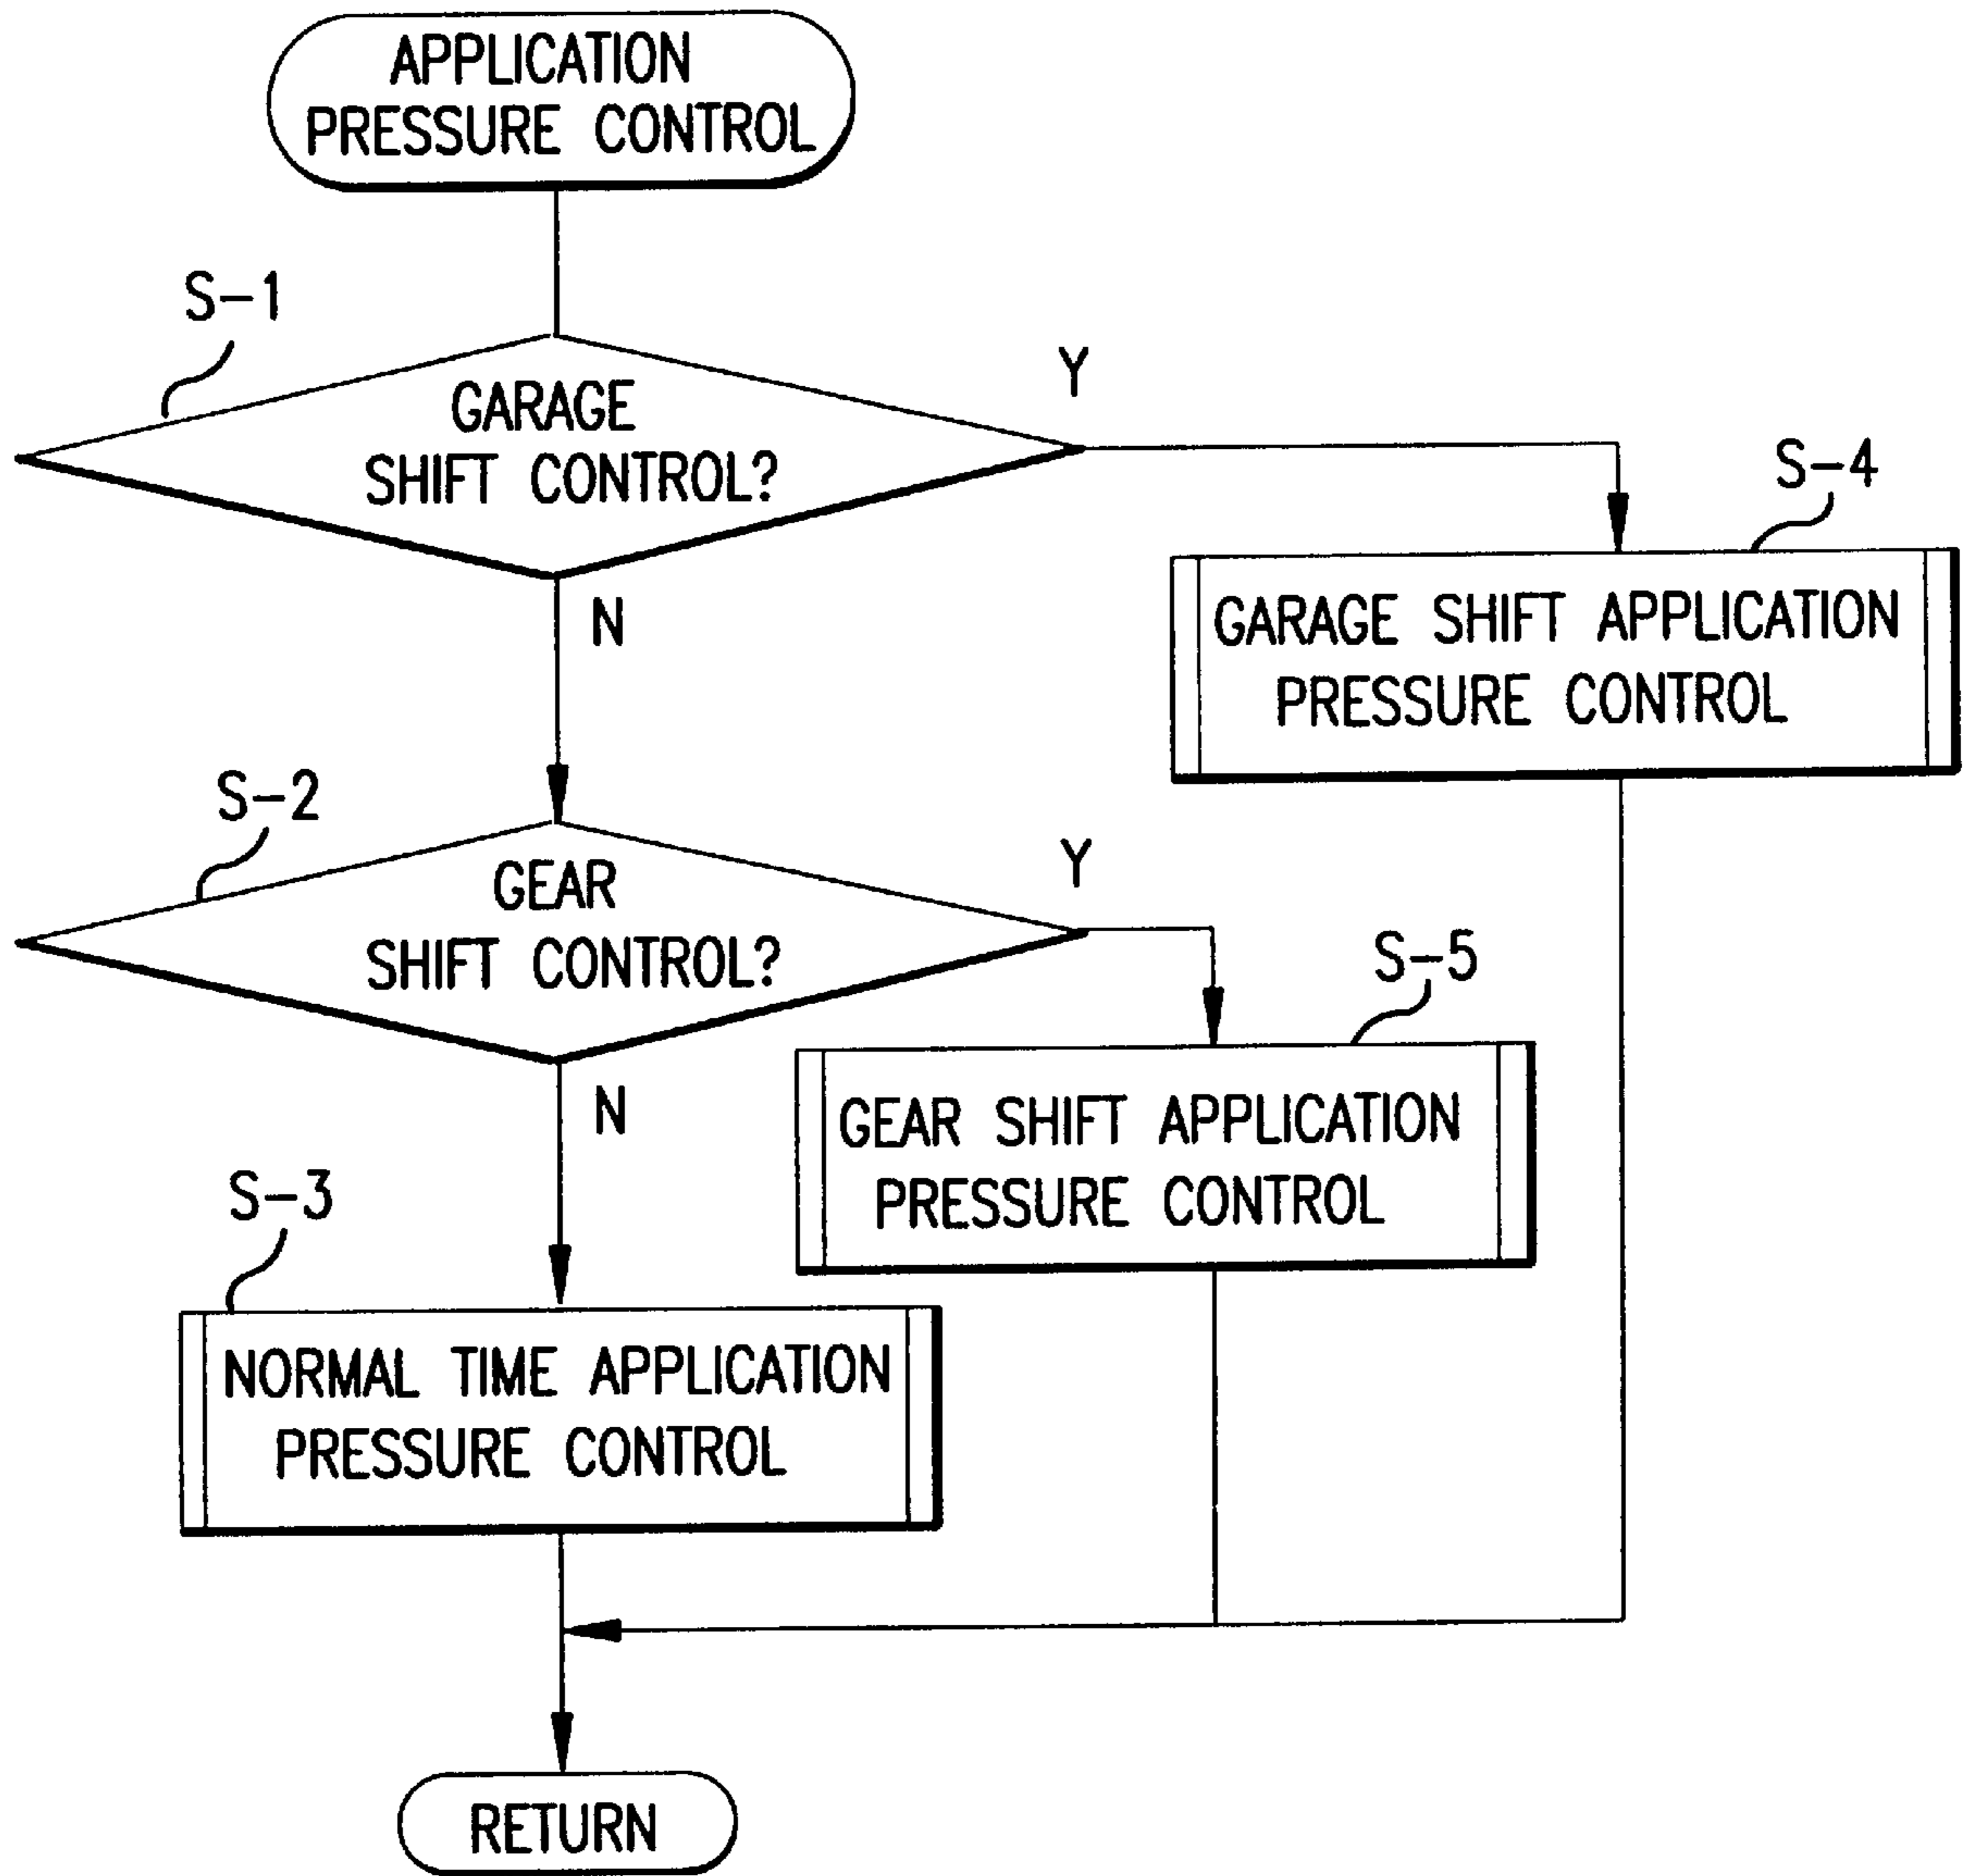 APPLICATION
PRESSURE CONTROL
S-1
GARAGE
SHIFT CONTROL?
Y
N
S-4
GARAGE SHIFT APPLICATION
PRESSURE CONTROL
S-2
GEAR
SHIFT CONTROL?
Y
N
S-5
GEAR SHIFT APPLICATION
PRESSURE CONTROL
S-3
NORMAL TIME APPLICATION
PRESSURE CONTROL
RETURN